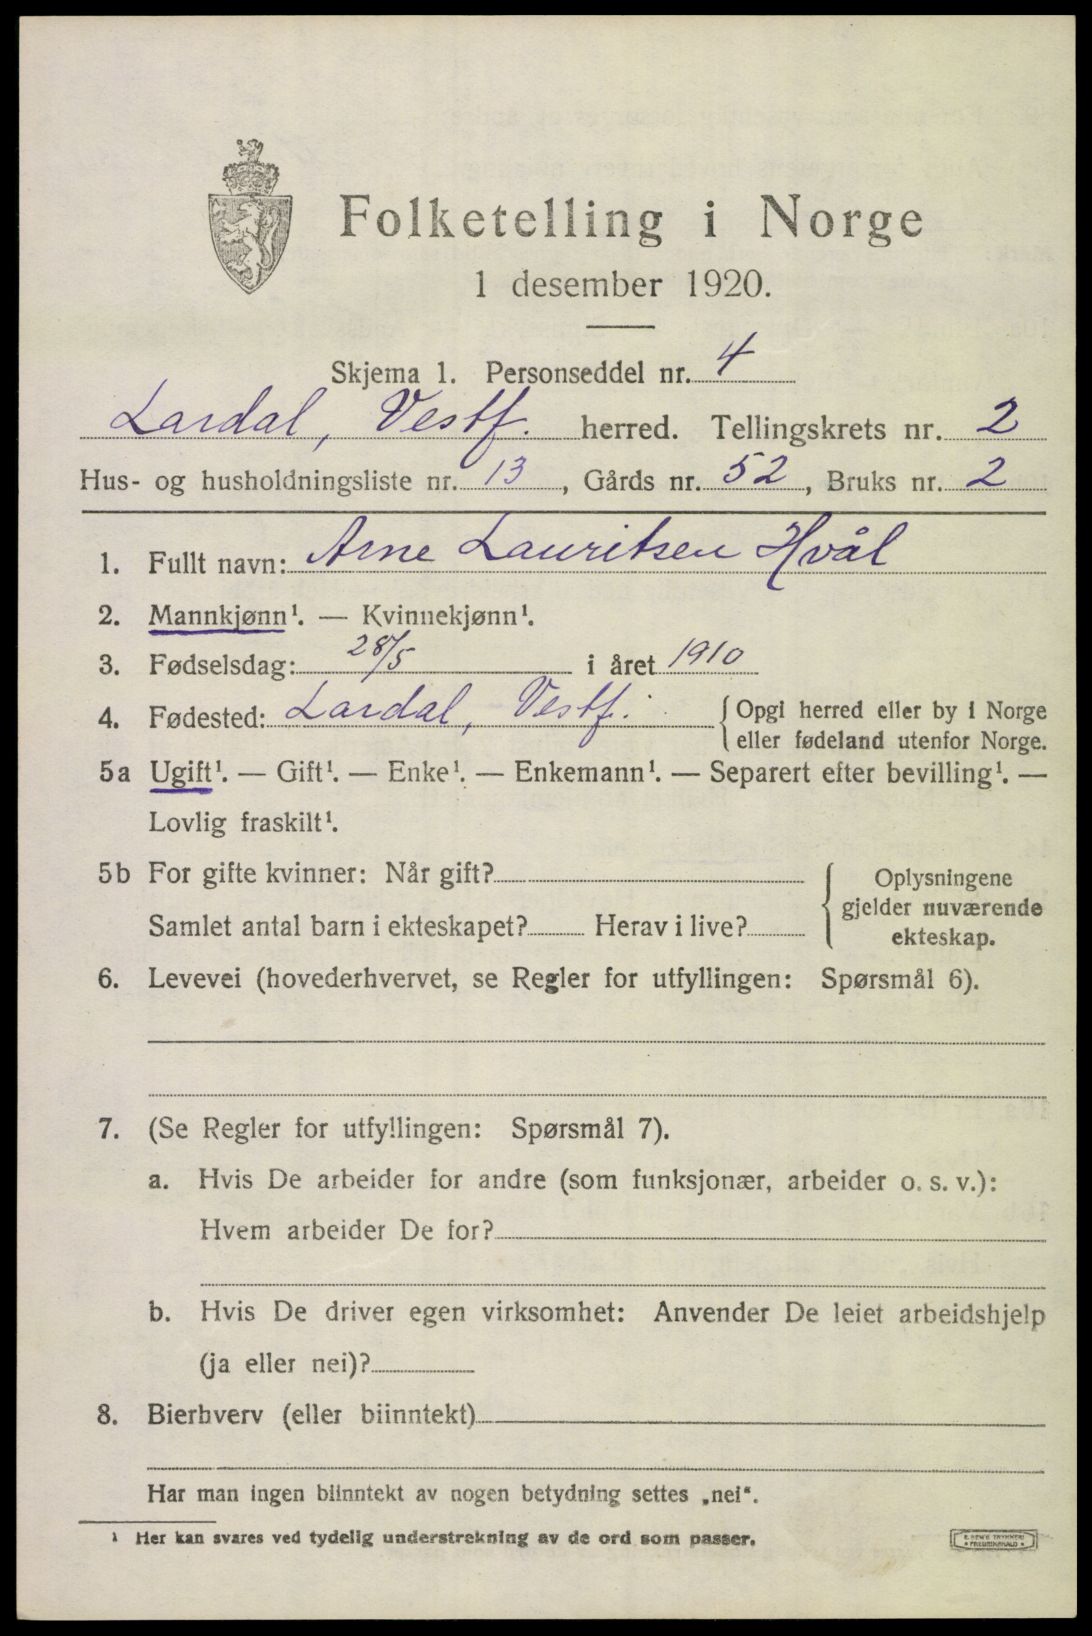 Folketelling i Norge
1 desember 1920.
Skjema 1. Personseddel nr. 4
Lardal, Vestf. herred. Tellingskrets nr. 2
Hus- og husholdningsliste nr. 13, Gårds nr. 52, Bruks nr. 2
1. Fullt navn: Arne Lauritsen Hvål
2. Mannkjønn¹. — Kvinnekjønn¹.
3. Fødselsdag: 28/5 i året 1910
4. Fødested: Lardal, Vestf. {Opgi herred eller by i Norge
eller fødeland utenfor Norge.
5a Ugift¹. — Gift¹. — Enke¹. — Enkemann¹. — Separert efter bevilling¹. —
Lovlig fraskilt¹.
5b For gifte kvinner: Når gift? { Oplysningene
gjelder nuværende
Samlet antal barn i ekteskapet? Herav i live?
ekteskap.
6. Levevei (hovederhvervet, se Regler for utfyllingen: Spørsmål 6).
7. (Se Regler for utfyllingen: Spørsmål 7).
a. Hvis De arbeider for andre (som funksjonær, arbeider o. s. v.):
Hvem arbeider De for?
b. Hvis De driver egen virksomhet: Anvender De leiet arbeidshjelp
(ja eller nei)?
8. Bierhverv (eller biinntekt)
Har man ingen biinntekt av nogen betydning settes „nei“.
¹ Her kan svares ved tydelig understrekning av de ord som passer.
TRYKKERI
FREDRIKSHALD